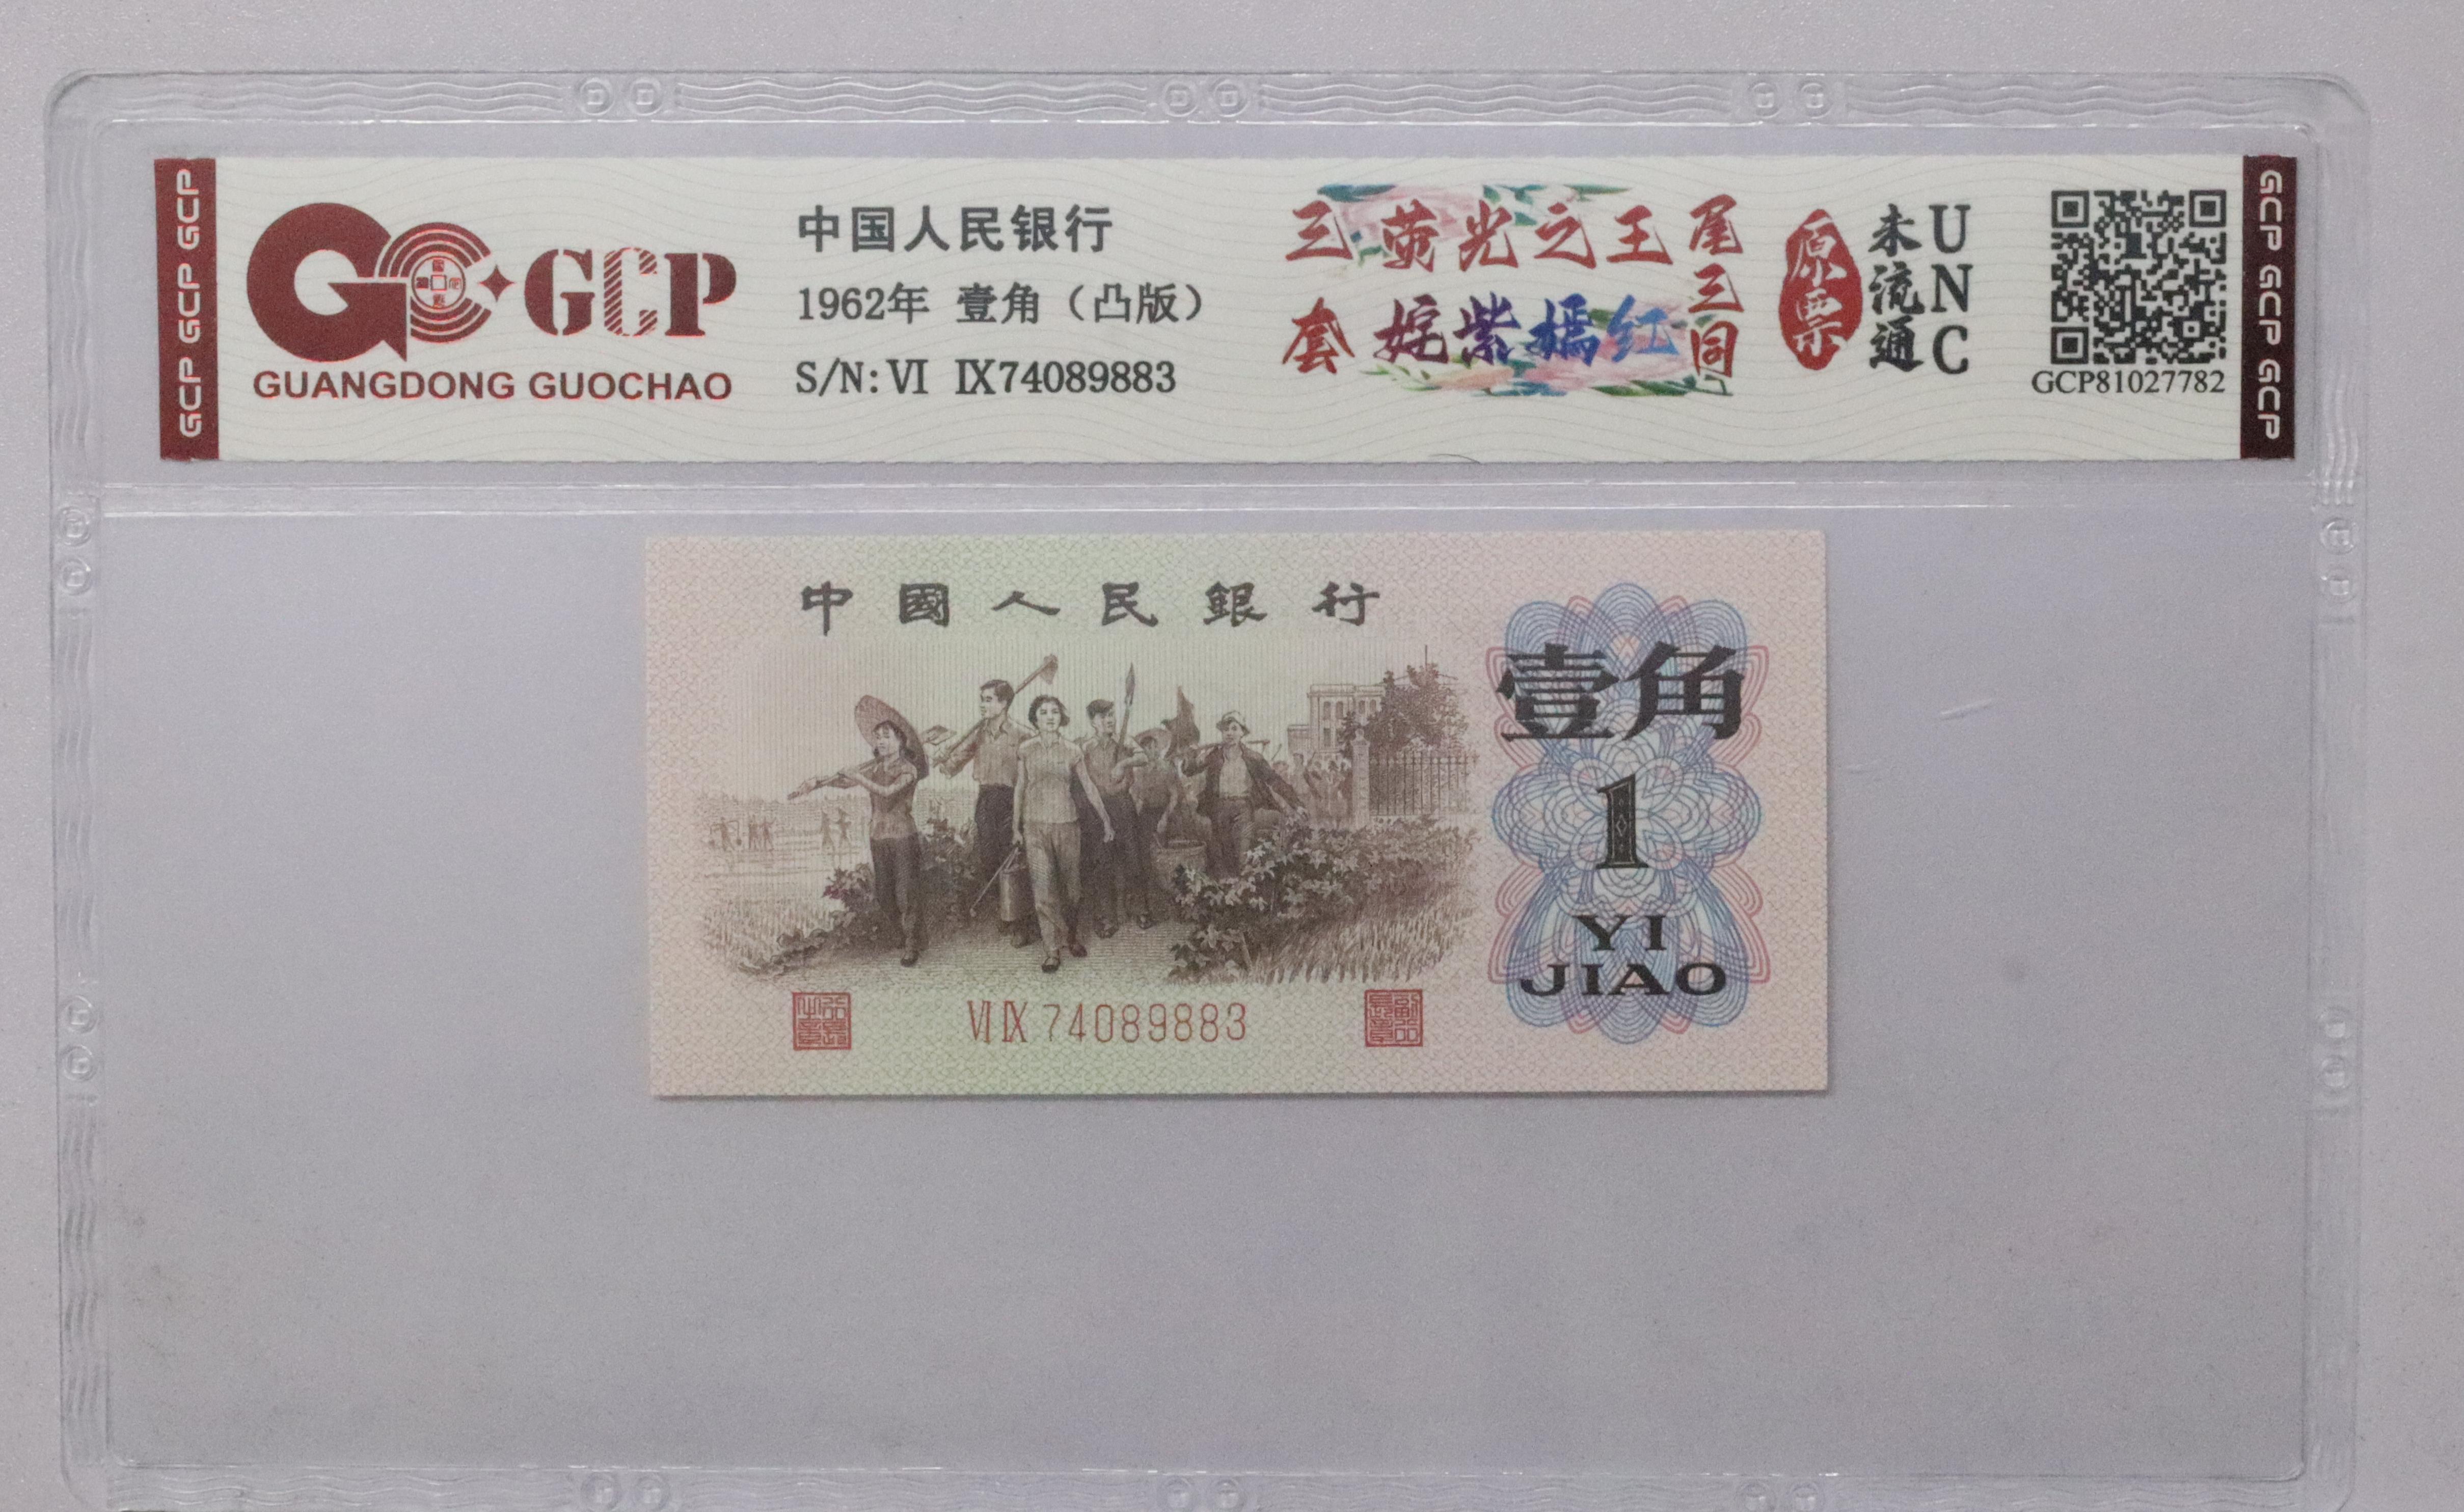 GCP GCP GCP
GCP
GUANGDONG GUOCHAO
中国人民银行
1962年 壹角（凸版）
S/N: VI IX74089883
三萤光之王
套姹紫嫣红
尾三同
原票
未流通
UNC
GCP81027782
GCP GCP GCP
中國人民銀行
壹角
1
YI
JIAO
VI IX 74089883